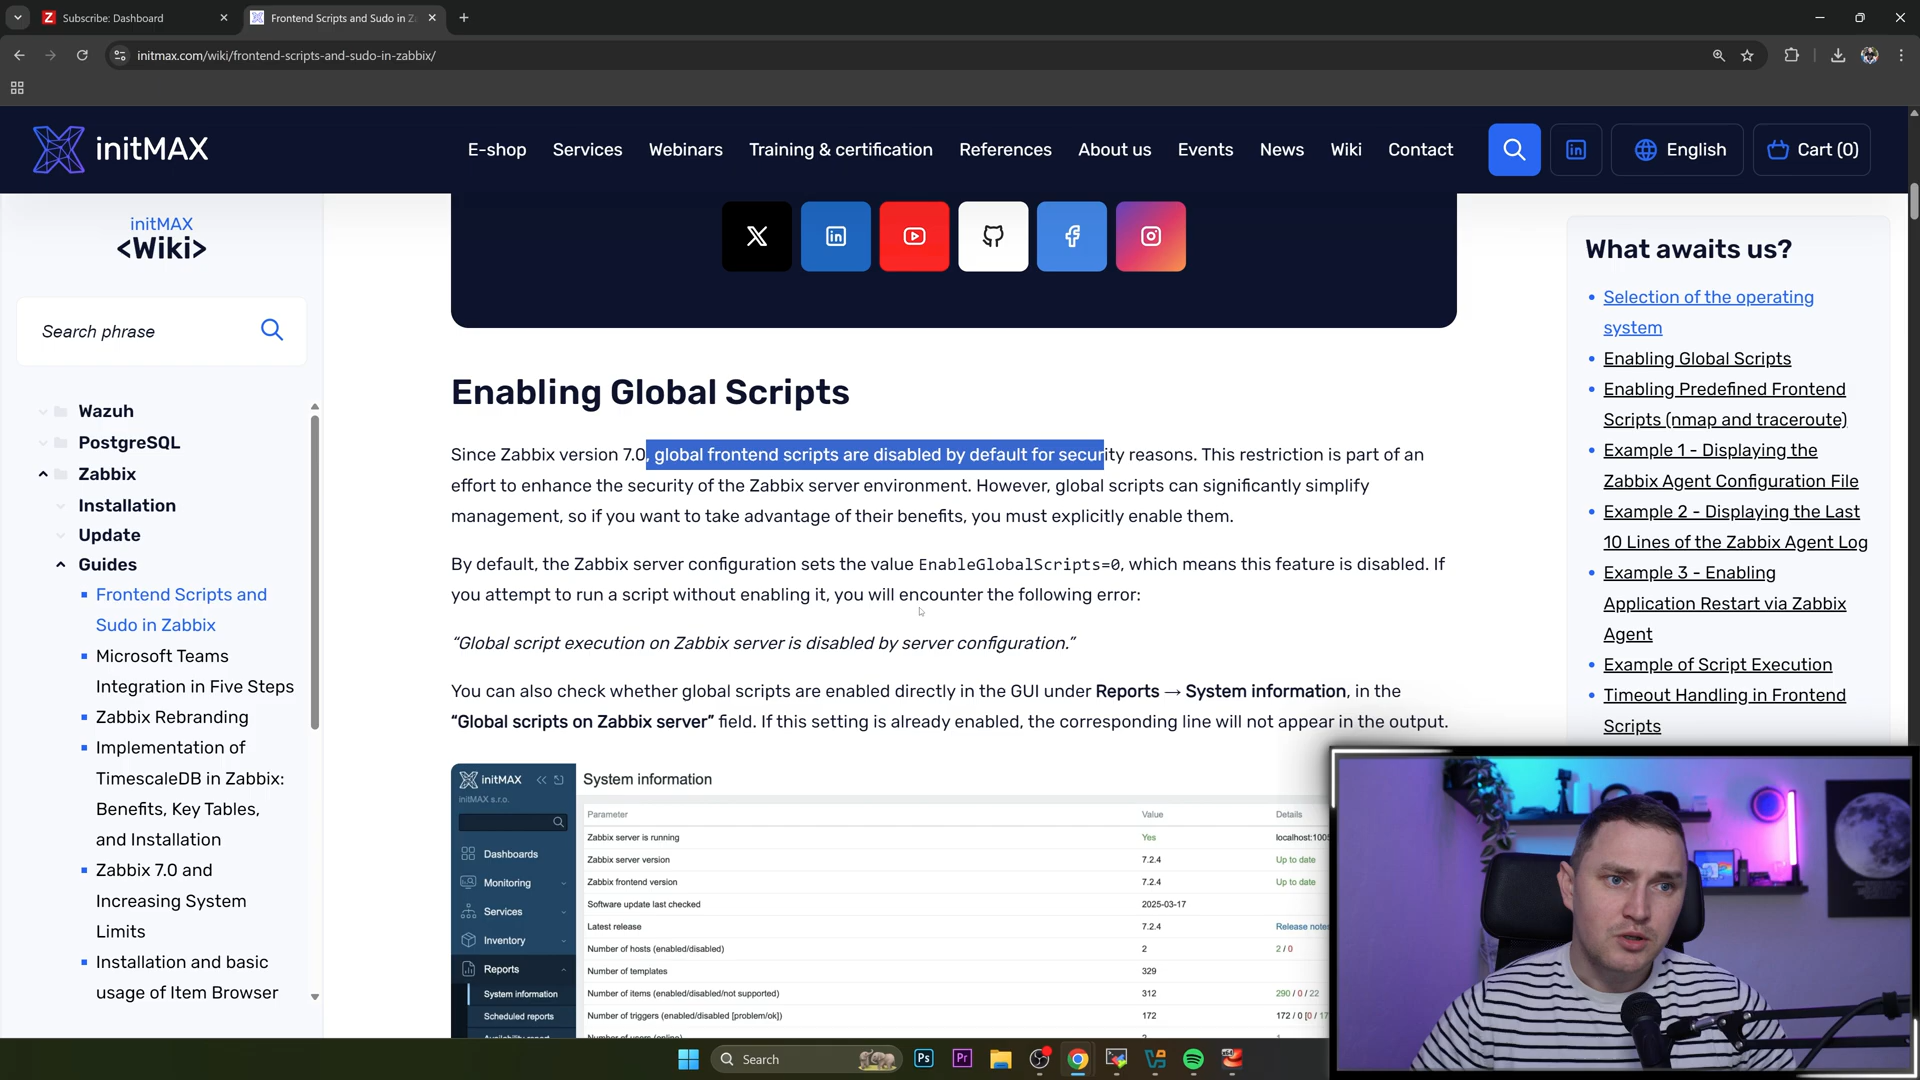 Subscribe: Dashboard
Frontend Scripts and Sudo in Z
initmax.com/wiki/frontend-scripts-and-sudo-in-zabbix/
initMAX
E-shop
Services
Webinars
Training & certification
References
About us
Events
News
Wiki
Contact
English
Cart (0)
initMAX
<Wiki>
Search phrase
Wazuh
PostgreSQL
Zabbix
Installation
Update
Guides
Frontend Scripts and
Sudo in Zabbix
Microsoft Teams
Integration in Five Steps
Zabbix Rebranding
Implementation of
TimescaleDB in Zabbix:
Benefits, Key Tables,
and Installation
Zabbix 7.0 and
Increasing System
Limits
Installation and basic
usage of Item Browser
Enabling Global Scripts
Since Zabbix version 7.0, global frontend scripts are disabled by default for security reasons. This restriction is part of an
effort to enhance the security of the Zabbix server environment. However, global scripts can significantly simplify
management, so if you want to take advantage of their benefits, you must explicitly enable them.
By default, the Zabbix server configuration sets the value EnableGlobalScripts=0, which means this feature is disabled. If
you attempt to run a script without enabling it, you will encounter the following error:
“Global script execution on Zabbix server is disabled by server configuration.”
You can also check whether global scripts are enabled directly in the GUI under Reports → System information, in the
“Global scripts on Zabbix server” field. If this setting is already enabled, the corresponding line will not appear in the output.
initMAX
initMAX s.r.o.
Dashboards
Monitoring
Services
Inventory
Reports
System information
Scheduled reports
System information
Parameter Value Details
Zabbix server is running Yes localhost:1005
Zabbix server version 7.2.4 Up to date
Zabbix frontend version 7.2.4 Up to date
Software update last checked 2025-03-17
Latest release 7.2.4 Release note
Number of hosts (enabled/disabled) 2 2 / 0
Number of templates 329
Number of items (enabled/disabled/not supported) 312 290 / 0 / 22
Number of triggers (enabled/disabled [problem/ok]) 172 172 / 0 [0 / 17
What awaits us?
Selection of the operating
system
Enabling Global Scripts
Enabling Predefined Frontend
Scripts (nmap and traceroute)
Example 1 - Displaying the
Zabbix Agent Configuration File
Example 2 - Displaying the Last
10 Lines of the Zabbix Agent Log
Example 3 - Enabling
Application Restart via Zabbix
Agent
Example of Script Execution
Timeout Handling in Frontend
Scripts
Search
Ps
Pr